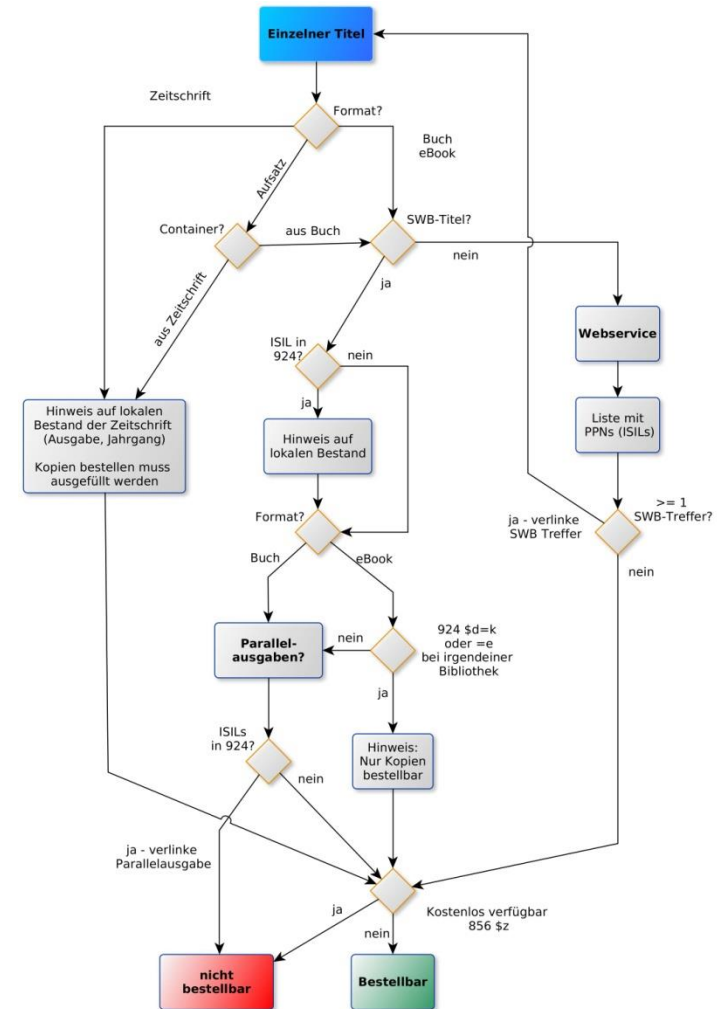 Einzelner Titel
Zeitschrift
Format?
Buch
eBook
Aufsatz
Container?
aus Buch
SWB-Titel?
nein
ja
aus Zeitschrift
Webservice
ISIL in
924?
nein
ja
Hinweis auf lokalen
Bestand der Zeitschrift
(Ausgabe, Jahrgang)
Kopien bestellen muss
ausgefüllt werden
Hinweis auf
lokalen Bestand
Liste mit
PPNs (ISILs)
Format?
ja - verlinke
SWB Treffer
>= 1
SWB-Treffer?
nein
Buch
eBook
Parallel-
ausgaben?
nein
924 $d=k
oder =e
bei irgendeiner
Bibliothek
ja
ISILs
in 924?
nein
Hinweis:
Nur Kopien
bestellbar
ja - verlinke
Parallelausgabe
ja
Kostenlos verfügbar
856 $z
nein
nicht
bestellbar
Bestellbar